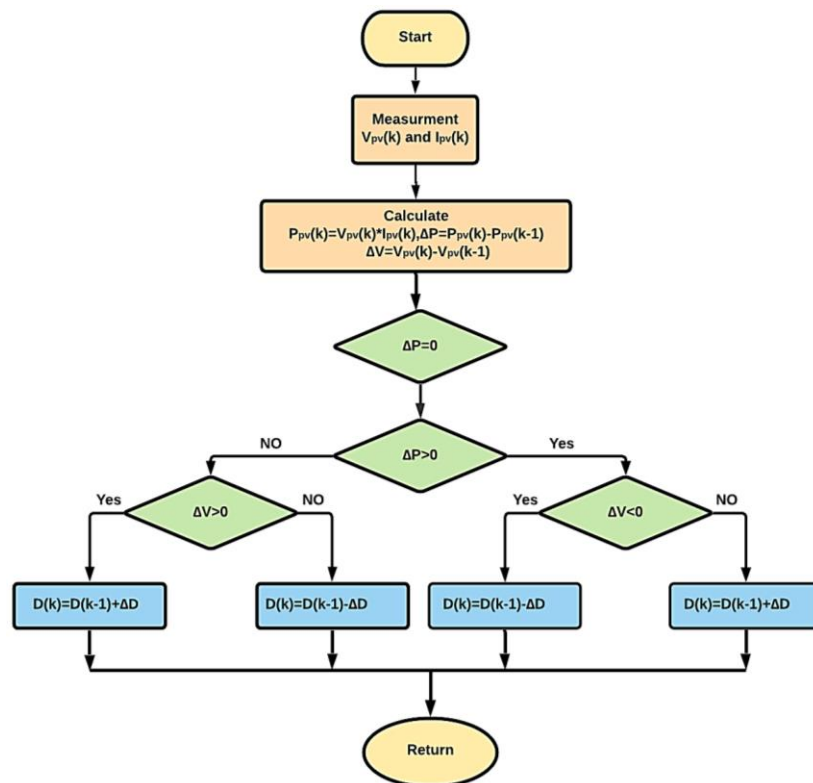 Start
Measurment
Vpv(k) and Ipv(k)
Calculate
Ppv(k)=Vpv(k)*Ipv(k),ΔP=Ppv(k)-Ppv(k-1)
ΔV=Vpv(k)-Vpv(k-1)
ΔP=0
NO
ΔP>0
Yes
Yes
ΔV>0
NO
Yes
ΔV<0
NO
D(k)=D(k-1)+ΔD
D(k)=D(k-1)-ΔD
D(k)=D(k-1)-ΔD
D(k)=D(k-1)+ΔD
Return